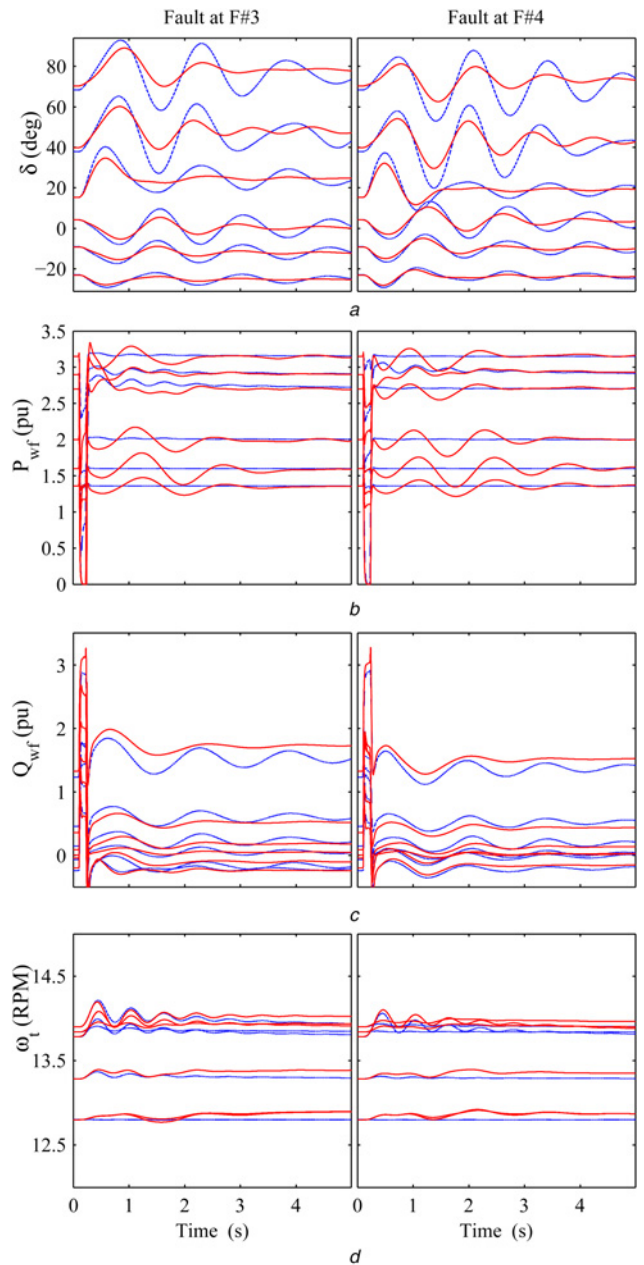 Fault at F#3 Fault at F#4
δ (deg)
80
60
40
20
0
−20
a
P_wf (pu)
3.5
3
2.5
2
1.5
1
0.5
0
b
Q_wf (pu)
3
2
1
0
c
ω_t (RPM)
14.5
13.5
12.5
0 1 2 3 4 0 1 2 3 4
Time (s) Time (s)
d